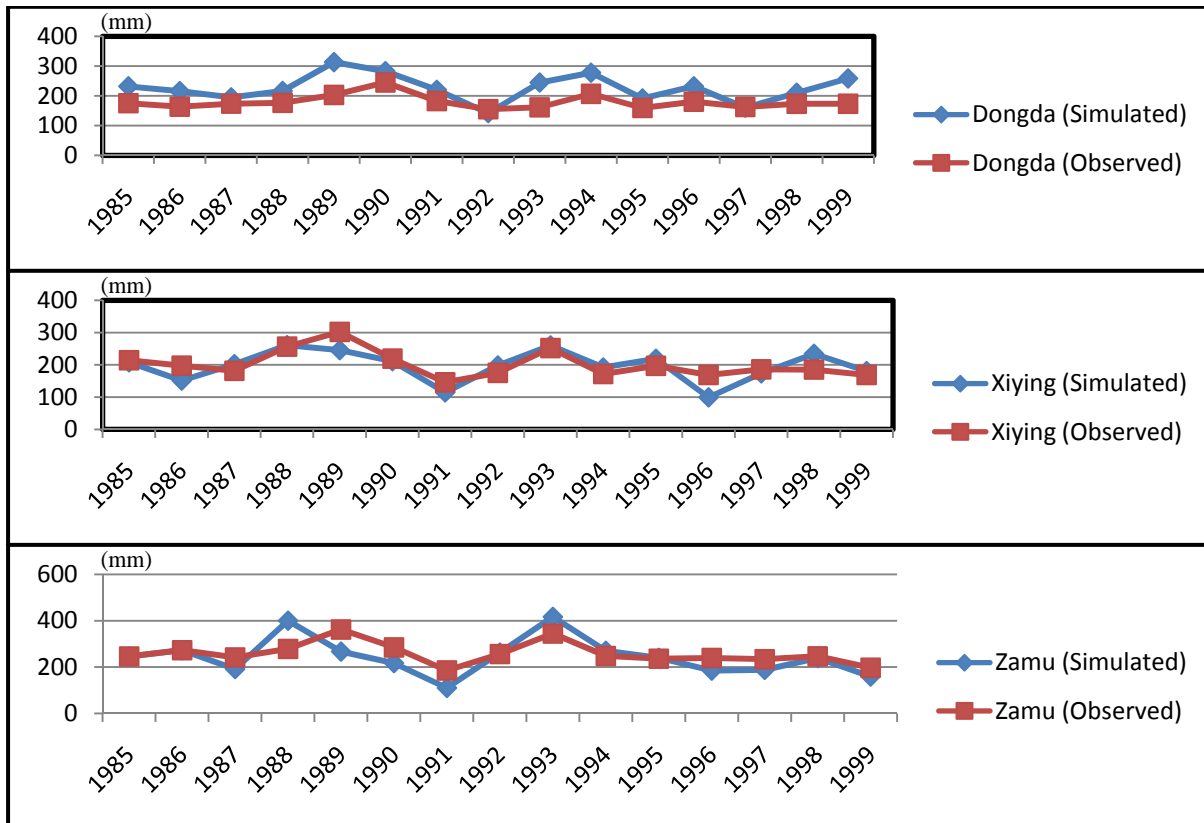 (mm)
400
300
200
100
0
1985 1986 1987 1988 1989 1990 1991 1992 1993 1994 1995 1996 1997 1998 1999
Dongda (Simulated)
Dongda (Observed)
(mm)
400
300
200
100
0
1985 1986 1987 1988 1989 1990 1991 1992 1993 1994 1995 1996 1997 1998 1999
Xiying (Simulated)
Xiying (Observed)
(mm)
600
400
200
0
1985 1986 1987 1988 1989 1990 1991 1992 1993 1994 1995 1996 1997 1998 1999
Zamu (Simulated)
Zamu (Observed)